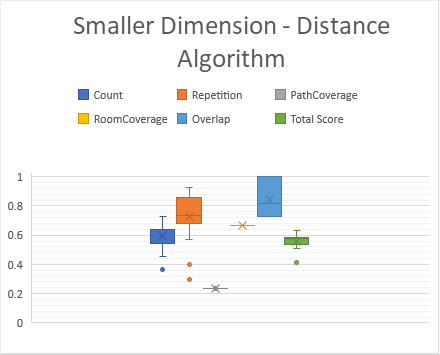 Smaller Dimension - Distance
Algorithm
Count Repetition PathCoverage
RoomCoverage Overlap Total Score
1
0.8
0.6
0.4
0.2
0